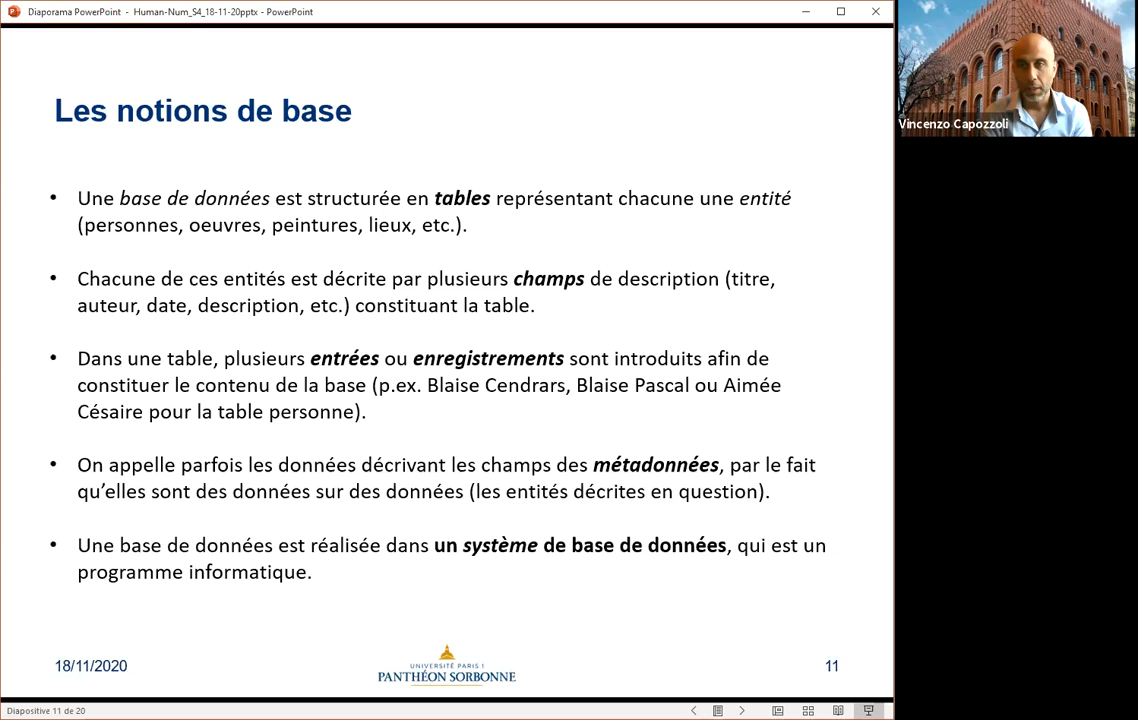 Diaporama PowerPoint - Human-Num_S4_18-11-20pptx - PowerPoint
Vincenzo Capozzoli
Les notions de base
• Une base de données est structurée en tables représentant chacune une entité
(personnes, oeuvres, peintures, lieux, etc.).
• Chacune de ces entités est décrite par plusieurs champs de description (titre,
auteur, date, description, etc.) constituant la table.
• Dans une table, plusieurs entrées ou enregistrements sont introduits afin de
constituer le contenu de la base (p.ex. Blaise Cendrars, Blaise Pascal ou Aimée
Césaire pour la table personne).
• On appelle parfois les données décrivant les champs des métadonnées, par le fait
qu’elles sont des données sur des données (les entités décrites en question).
• Une base de données est réalisée dans un système de base de données, qui est un
programme informatique.
18/11/2020
UNIVERSITÉ PARIS 1
PANTHÉON SORBONNE
11
Diapositive 11 de 20